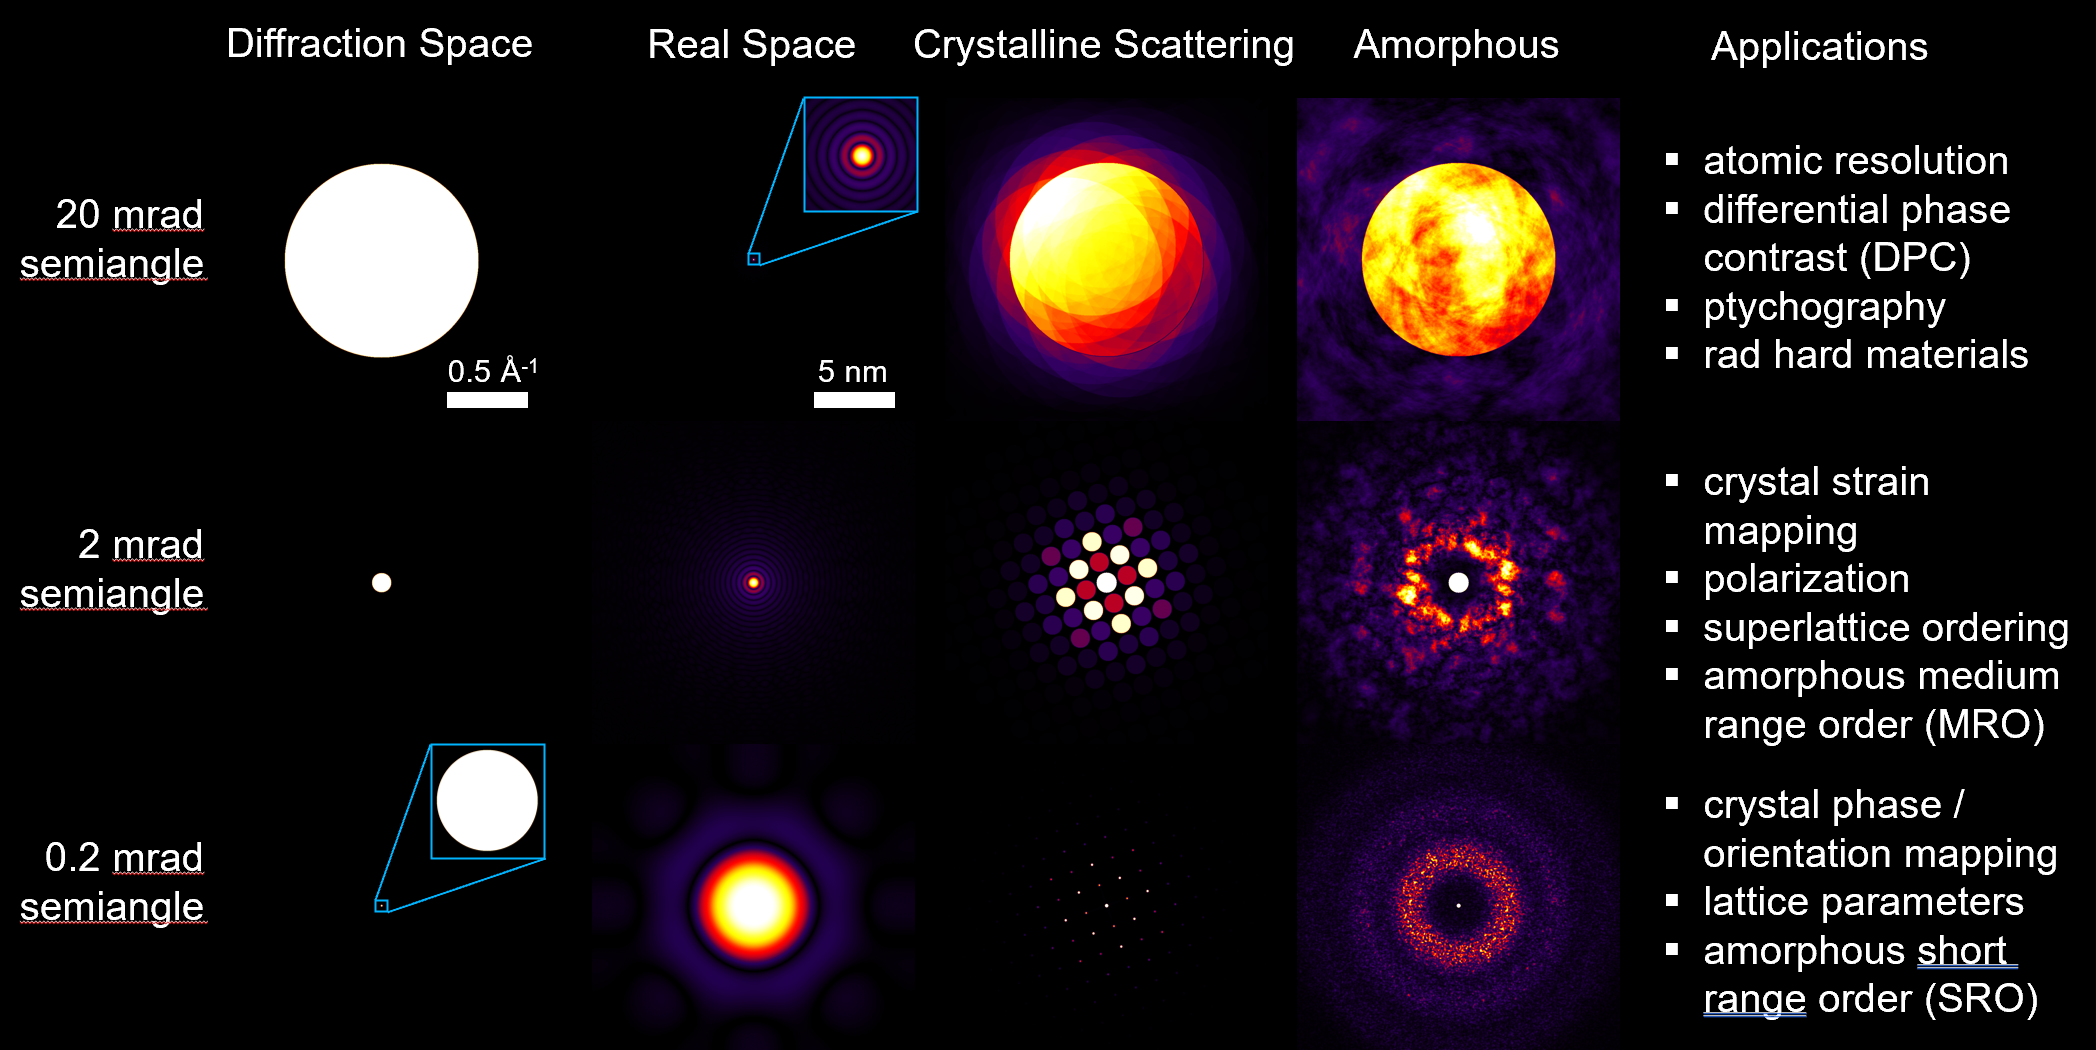 Diffraction Space
Real Space
Crystalline Scattering
Amorphous
Applications
20 mrad
semiangle
0.5 Å-1
5 nm
▪ atomic resolution
▪ differential phase
contrast (DPC)
▪ ptychography
▪ rad hard materials
2 mrad
semiangle
▪ crystal strain
mapping
▪ polarization
▪ superlattice ordering
▪ amorphous medium
range order (MRO)
0.2 mrad
semiangle
▪ crystal phase /
orientation mapping
▪ lattice parameters
▪ amorphous short
range order (SRO)